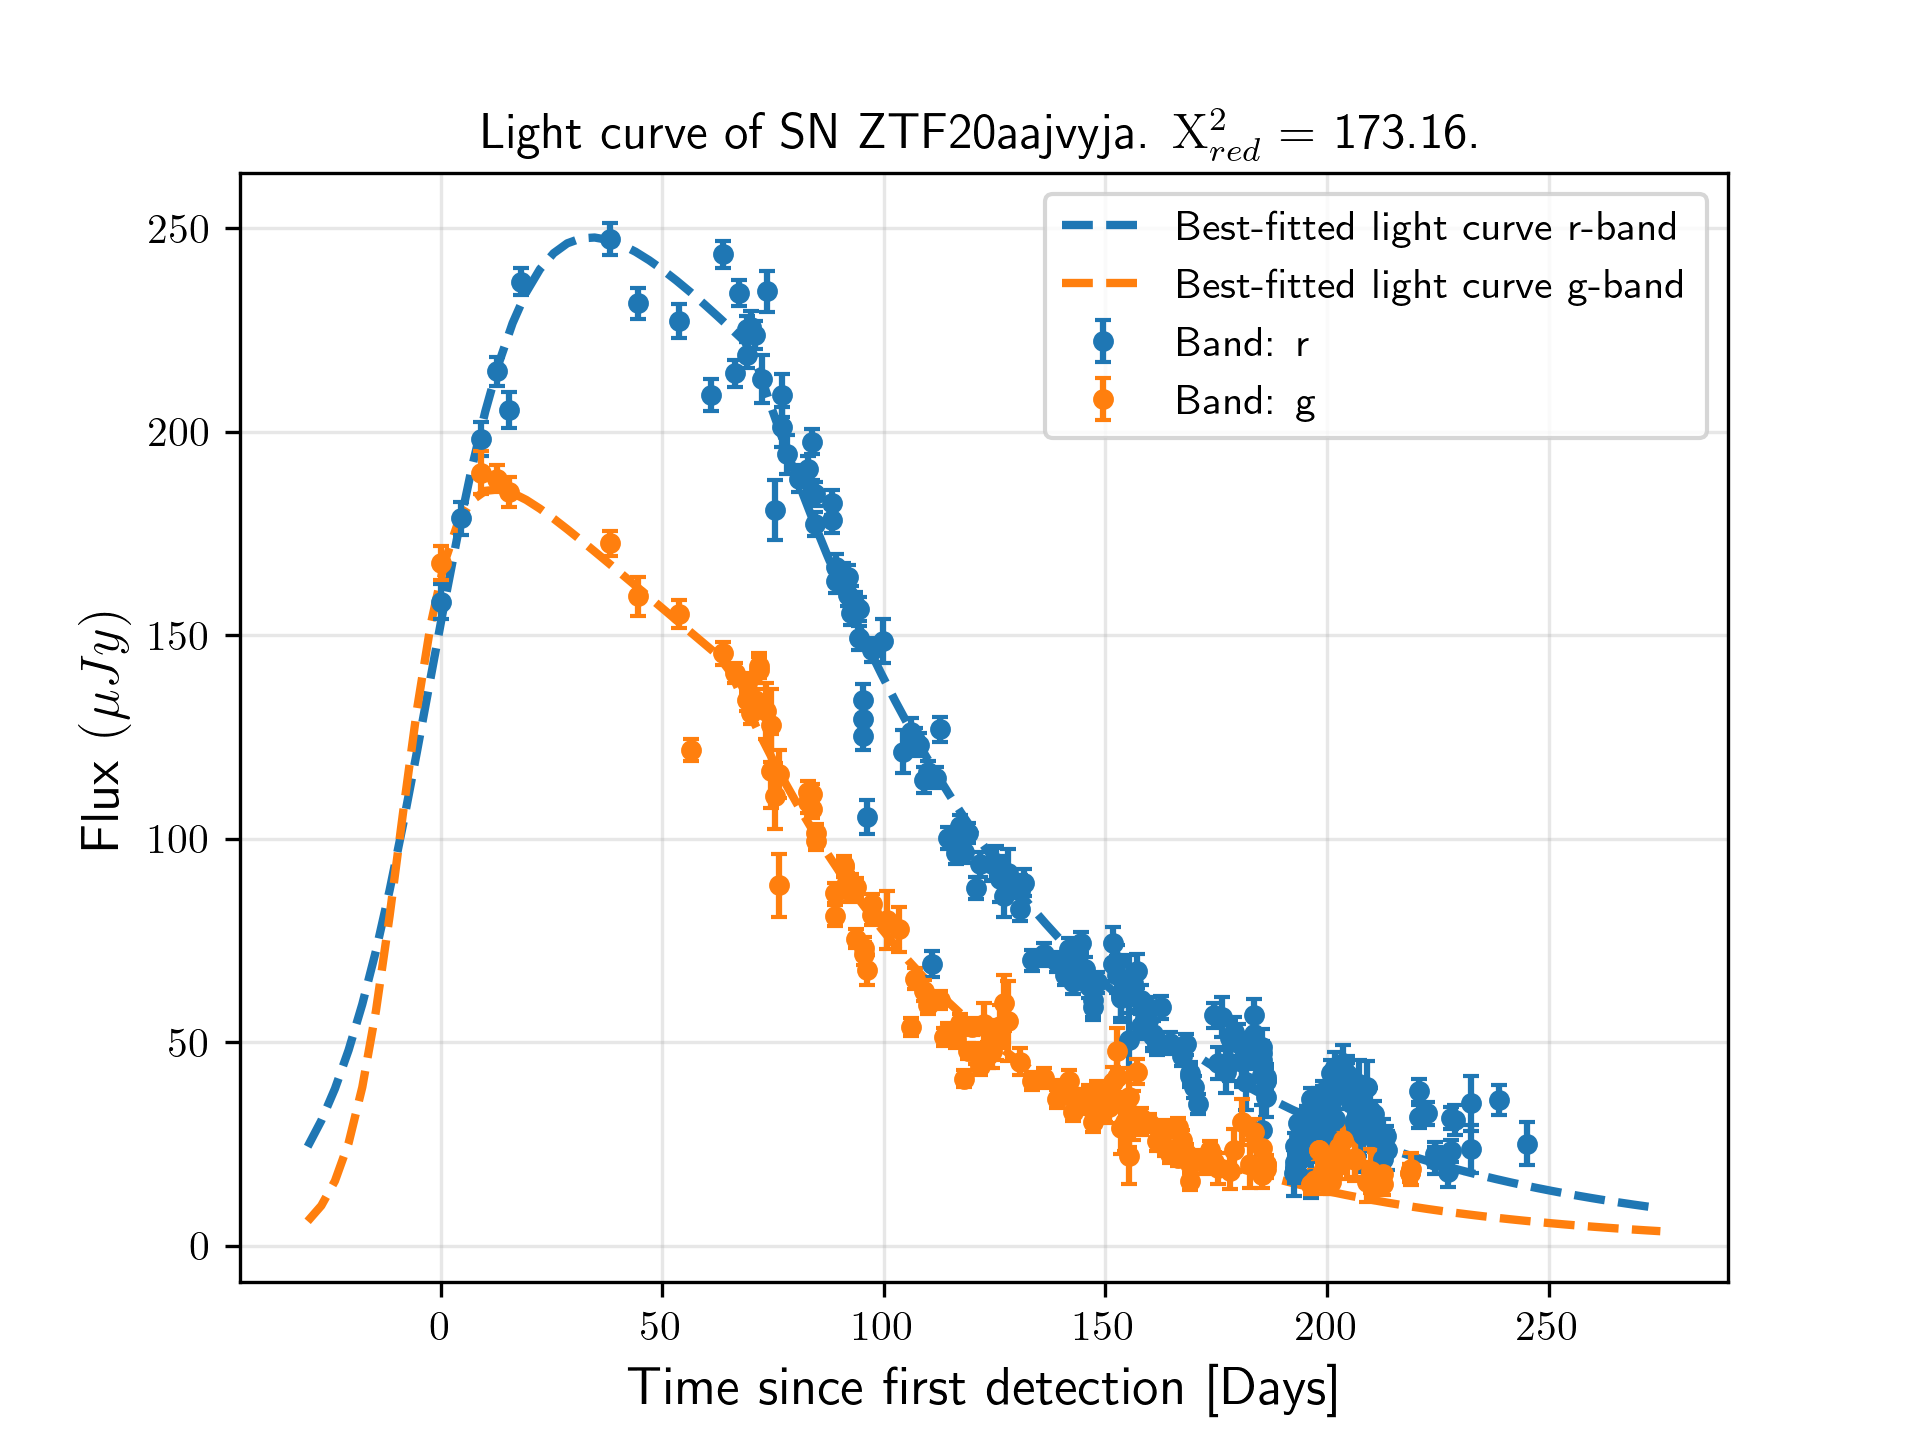 Light curve of SN ZTF20aajvyja. X²_red = 173.16.
Best-fitted light curve r-band
Best-fitted light curve g-band
Band: r
Band: g
Flux (μJy)
250
200
150
100
50
0
0 50 100 150 200 250
Time since first detection [Days]